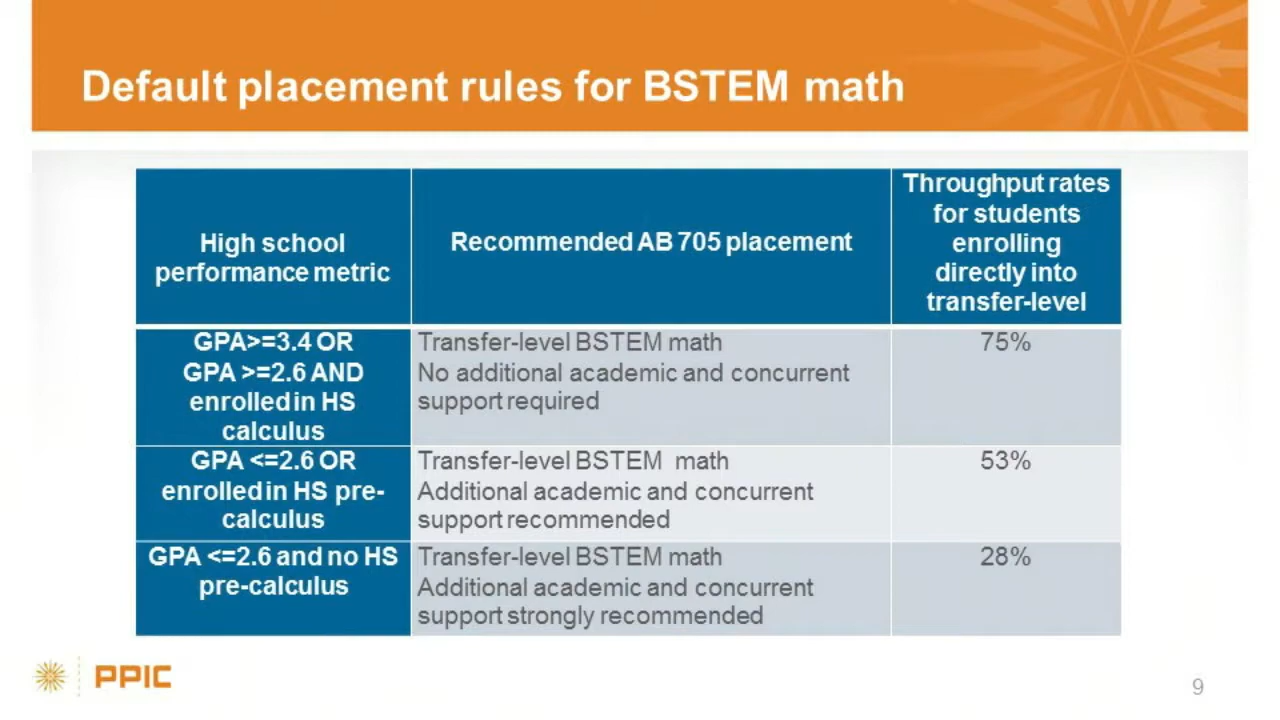 Default placement rules for BSTEM math
High school
performance metric
Recommended AB 705 placement
Throughput rates
for students
enrolling
directly into
transfer-level
GPA>=3.4 OR
GPA >=2.6 AND
enrolled in HS
calculus
Transfer-level BSTEM math
No additional academic and concurrent
support required
75%
GPA <=2.6 OR
enrolled in HS pre-
calculus
Transfer-level BSTEM math
Additional academic and concurrent
support recommended
53%
GPA <=2.6 and no HS
pre-calculus
Transfer-level BSTEM math
Additional academic and concurrent
support strongly recommended
28%
PPIC
9